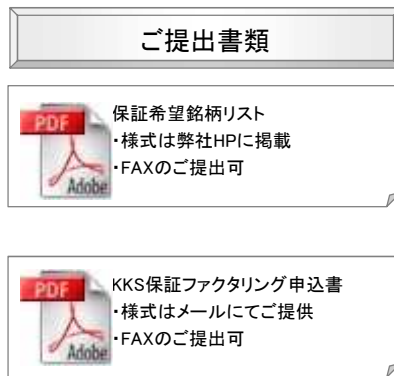 ご提出書類
PDF
Adobe
保証希望銘柄リスト
・様式は弊社HPに掲載
・FAXのご提出可
PDF
Adobe
KKS保証ファクタリング申込書
・様式はメールにてご提供
・FAXのご提出可